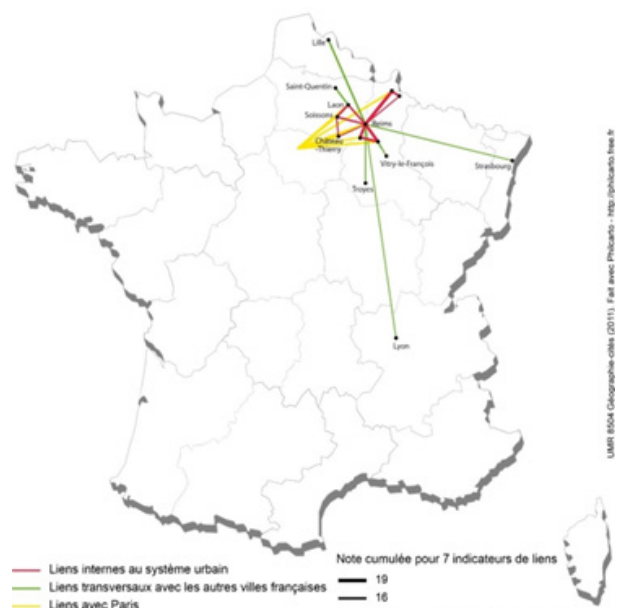 Lille
Saint-Quentin
Laon
Soissons
Reims
Château
-Thierry
Vitry-le-François
Strasbourg
Troyes
Lyon
UMR 8504 Géographie-cités (2011). Fait avec Philcarto - http://philcarto.free.fr
Liens internes au système urbain
Liens transversaux avec les autres villes françaises
Liens avec Paris
Note cumulée pour 7 indicateurs de liens
19
16